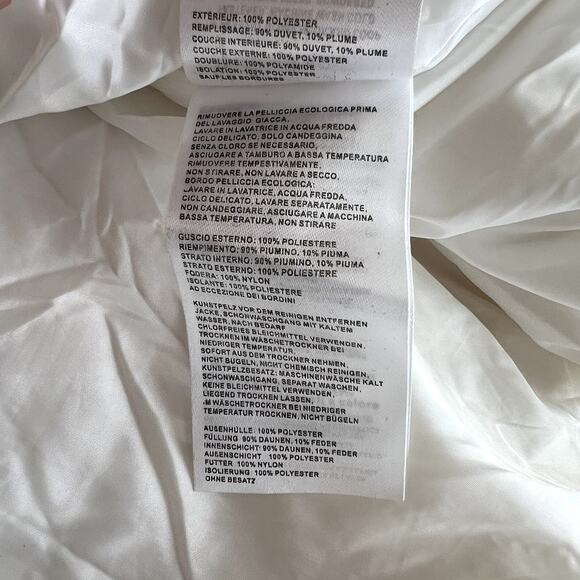 EXTÉRIEUR: 100% POLYESTER
REMPLISSAGE: 90% DUVET, 10% PLUME
COUCHE INTERIEURE: 90% DUVET, 10% PLUME
COUCHE EXTERNE: 100% POLYESTER
DOUBLURE: 100% POLYAMIDE
ISOLATION: 100% POLYESTER
SAUF LES BORDURES
RIMUOVERE LA PELLICCIA ECOLOGICA PRIMA
DEL LAVAGGIO GIACCA,
LAVARE IN LAVATRICE IN ACQUA FREDDA
CICLO DELICATO, SOLO CANDEGGINA
SENZA CLORO SE NECESSARIO,
ASCIUGARE A TAMBURO A BASSA TEMPERATURA
RIMUOVERE TEMPESTIVAMENTE,
NON STIRARE, NON LAVARE A SECCO,
BORDO PELLICCIA ECOLOGICA:
LAVARE IN LAVATRICE, ACQUA FREDDA,
CICLO DELICATO, LAVARE SEPARATAMENTE,
NON CANDEGGIARE, ASCIUGARE A MACCHINA
BASSA TEMPERATURA, NON STIRARE
GUSCIO ESTERNO: 100% POLIESTERE
RIEMPIMENTO: 90% PIUMINO, 10% PIUMA
STRATO INTERNO: 90% PIUMINO, 10% PIUMA
STRATO ESTERNO: 100% POLIESTERE
FODERA: 100% NYLON
ISOLANTE: 100% POLIESTERE
AD ECCEZIONE DEI BORDINI
KUNSTPELZ VOR DEM REINIGEN ENTFERNEN
JACKE, SCHONWASCHGANG MIT KALTEM
WASSER, NACH BEDARF
CHLORFREIES BLEICHMITTEL VERWENDEN,
TROCKNEN IM WÄSCHETROCKNER BEI
NIEDRIGER TEMPERATUR,
SOFORT AUS DEM TROCKNER NEHMEN,
NICHT BÜGELN, NICHT CHEMISCH REINIGEN,
KUNSTPELZBESATZ: MASCHINENWÄSCHE KALT
SCHONWASCHGANG, SEPARAT WASCHEN,
KEINE BLEICHMITTEL VERWENDEN,
LIEGEND TROCKNEN LASSEN,
IM WÄSCHETROCKNER BEI NIEDRIGER
TEMPERATUR TROCKNEN, NICHT BÜGELN
AUßENHÜLLE: 100% POLYESTER
FÜLLUNG 90% DAUNEN, 10% FEDER
INNENSCHICHT: 90% DAUNEN, 10% FEDER
AUßENSCHICHT 100% POLYESTER
FUTTER 100% NYLON
ISOLIERUNG 100% POLYESTER
OHNE BESATZ